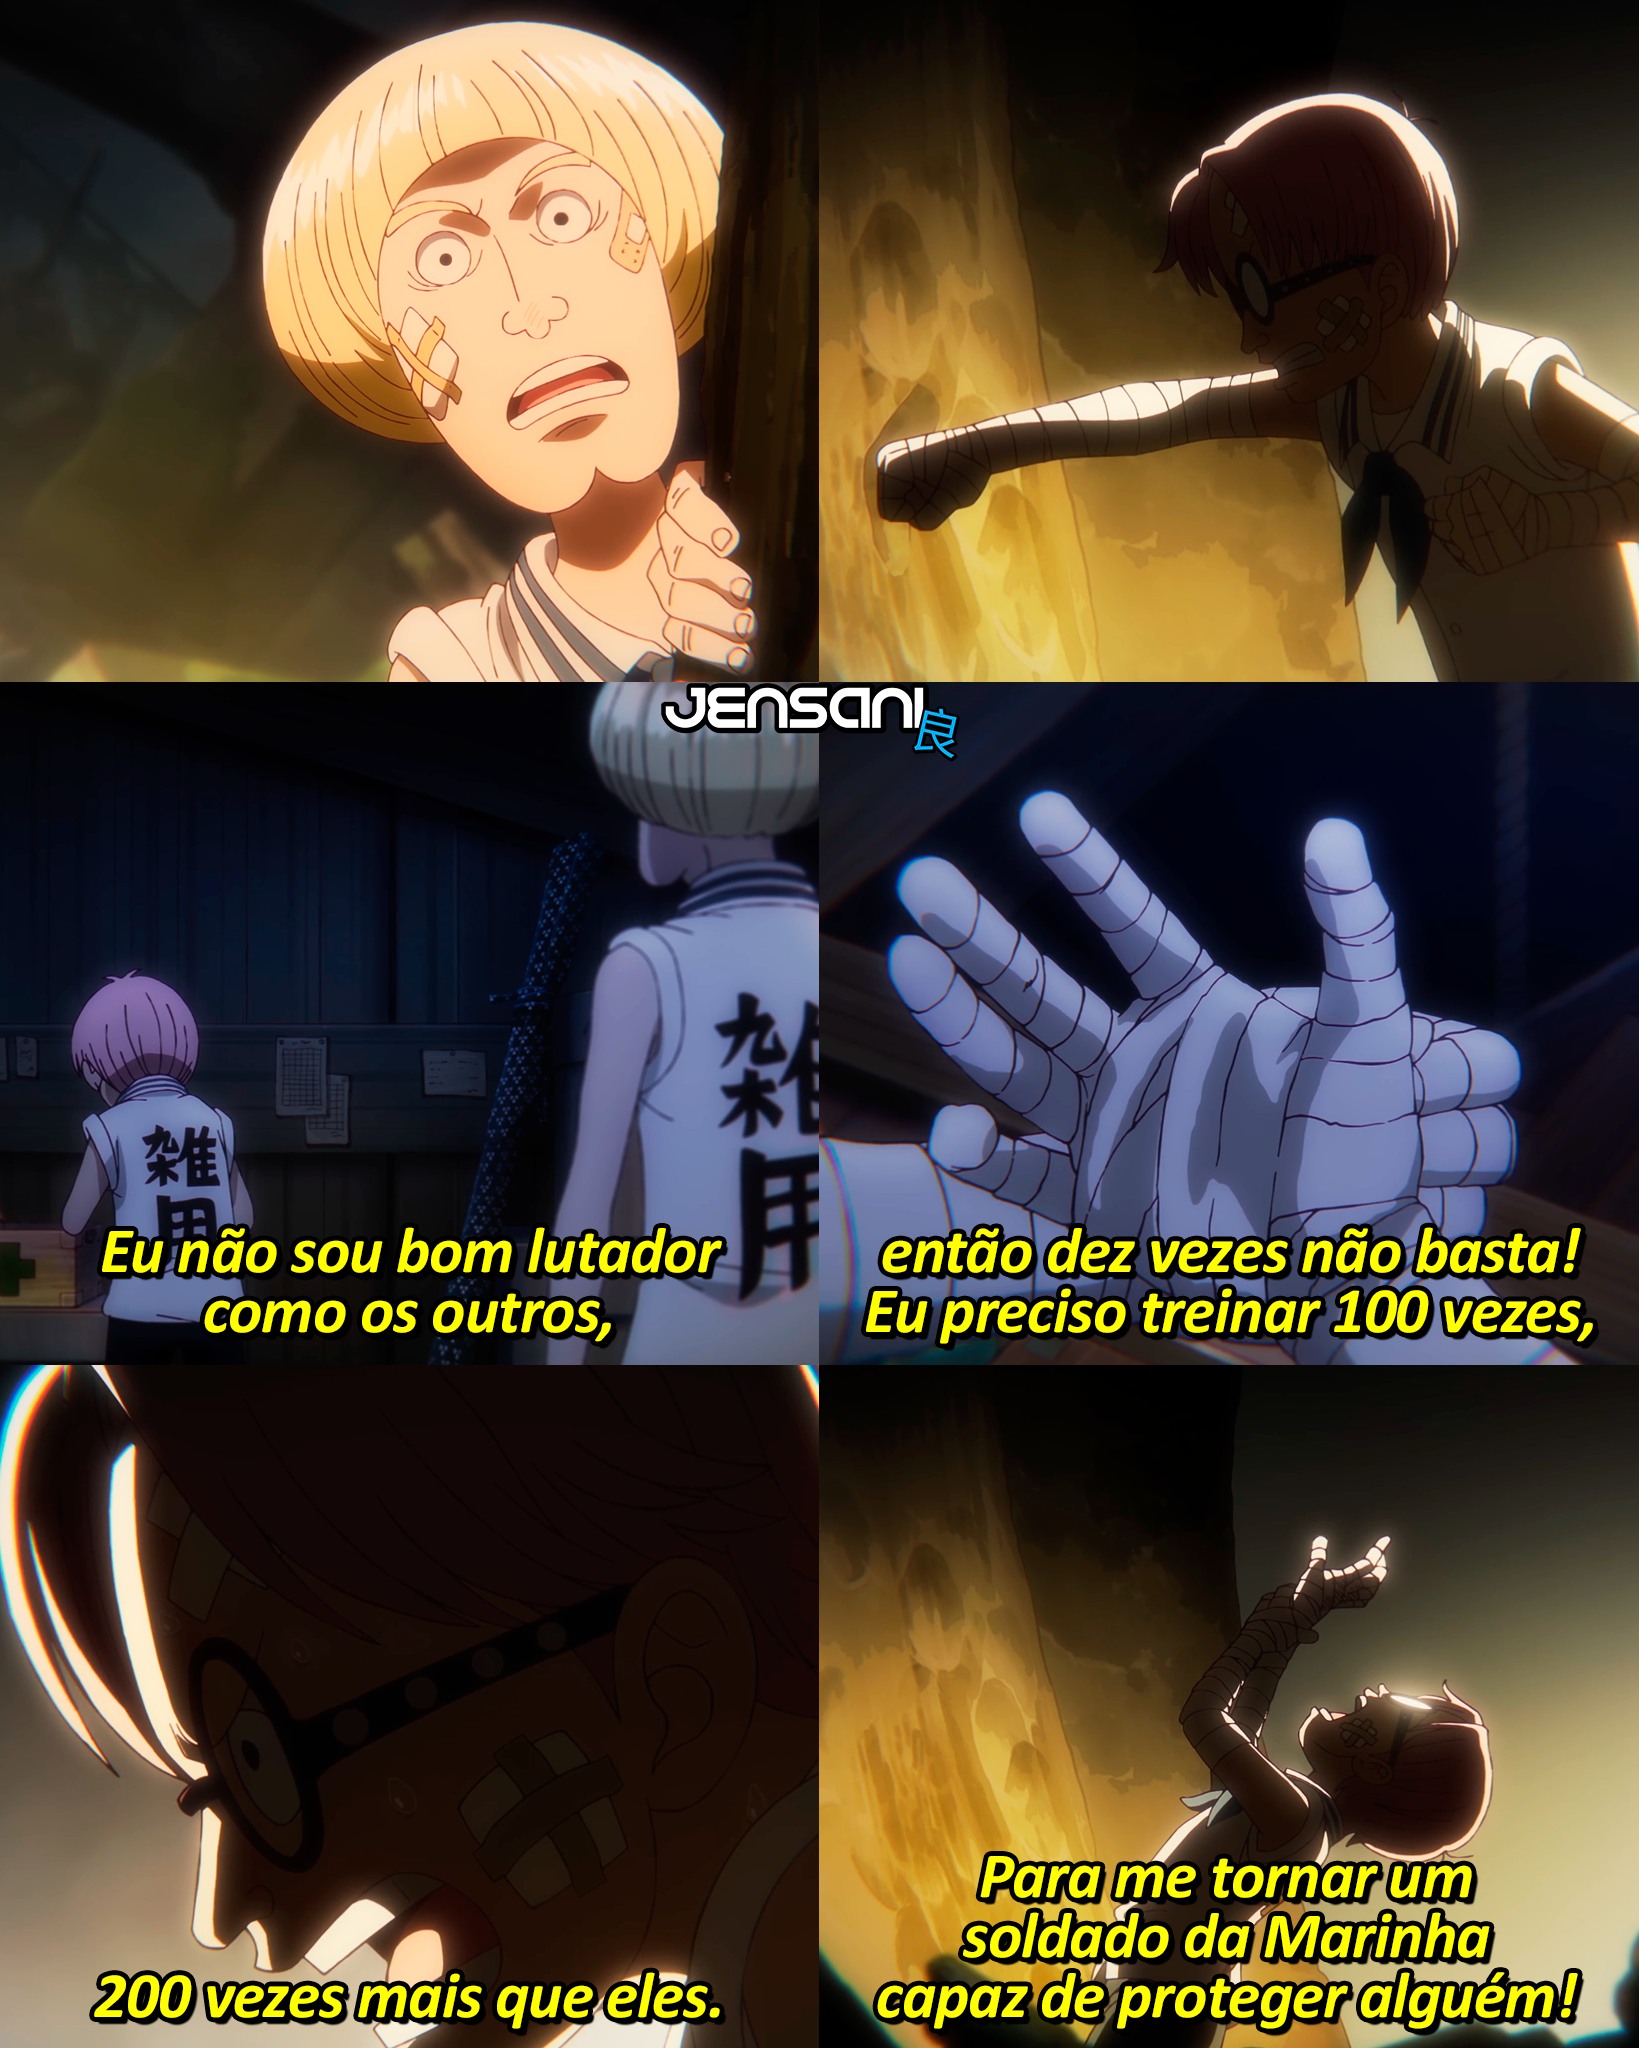 JENSANI
良
雑
用
雑
用
Eu não sou bom lutador
como os outros,
então dez vezes não basta!
Eu preciso treinar 100 vezes,
200 vezes mais que eles.
Para me tornar um
soldado da Marinha
capaz de proteger alguém!